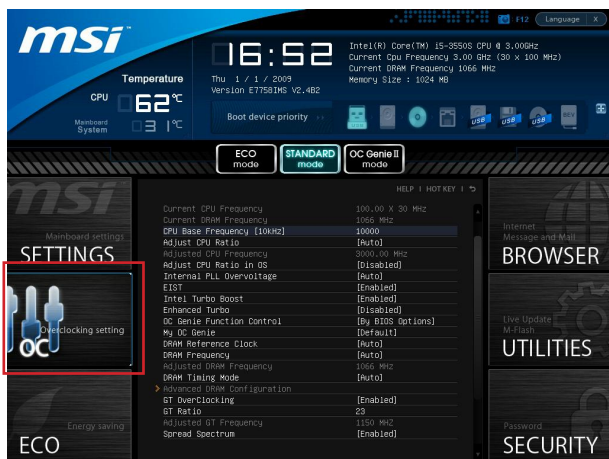 msi
F12 Language X
16:52
Intel(R) Core(TM) i5-3550S CPU @ 3.00GHz
Current Cpu Frequency 3.00 GHz (30 x 100 MHz)
Current DRAM Frequency 1066 MHz
Memory Size : 1024 MB
Temperature
Thu 1 / 1 / 2009
Version E7758IMS V2.4B2
CPU 62°C
Mainboard System 31°C
Boot device priority
USB USB USB DEV
ECO mode STANDARD mode OC Genie II mode
HELP | HOT KEY |
msi
Mainboard settings
SETTINGS
Overclocking setting
OC
Energy saving
ECO
Current CPU Frequency 100.00 X 30 MHz
Current DRAM Frequency 1066 MHz
CPU Base Frequency [10kHz] 10000
Adjust CPU Ratio [Auto]
Adjusted CPU Frequency 3000.00 MHz
Adjust CPU Ratio in OS [Disabled]
Internal PLL Overvoltage [Auto]
EIST [Enabled]
Intel Turbo Boost [Enabled]
Enhanced Turbo [Disabled]
OC Genie Function Control [By BIOS Options]
My OC Genie [Default]
DRAM Reference Clock [Auto]
DRAM Frequency [Auto]
Adjusted DRAM Frequency 1066 MHz
DRAM Timing Mode [Auto]
Advanced DRAM Configuration
GT OverClocking [Enabled]
GT Ratio 23
Adjusted GT Frequency 1150 MHZ
Spread Spectrum [Enabled]
Internet
Message and Mail
BROWSER
Live Update
M-Flash
UTILITIES
Password
SECURITY